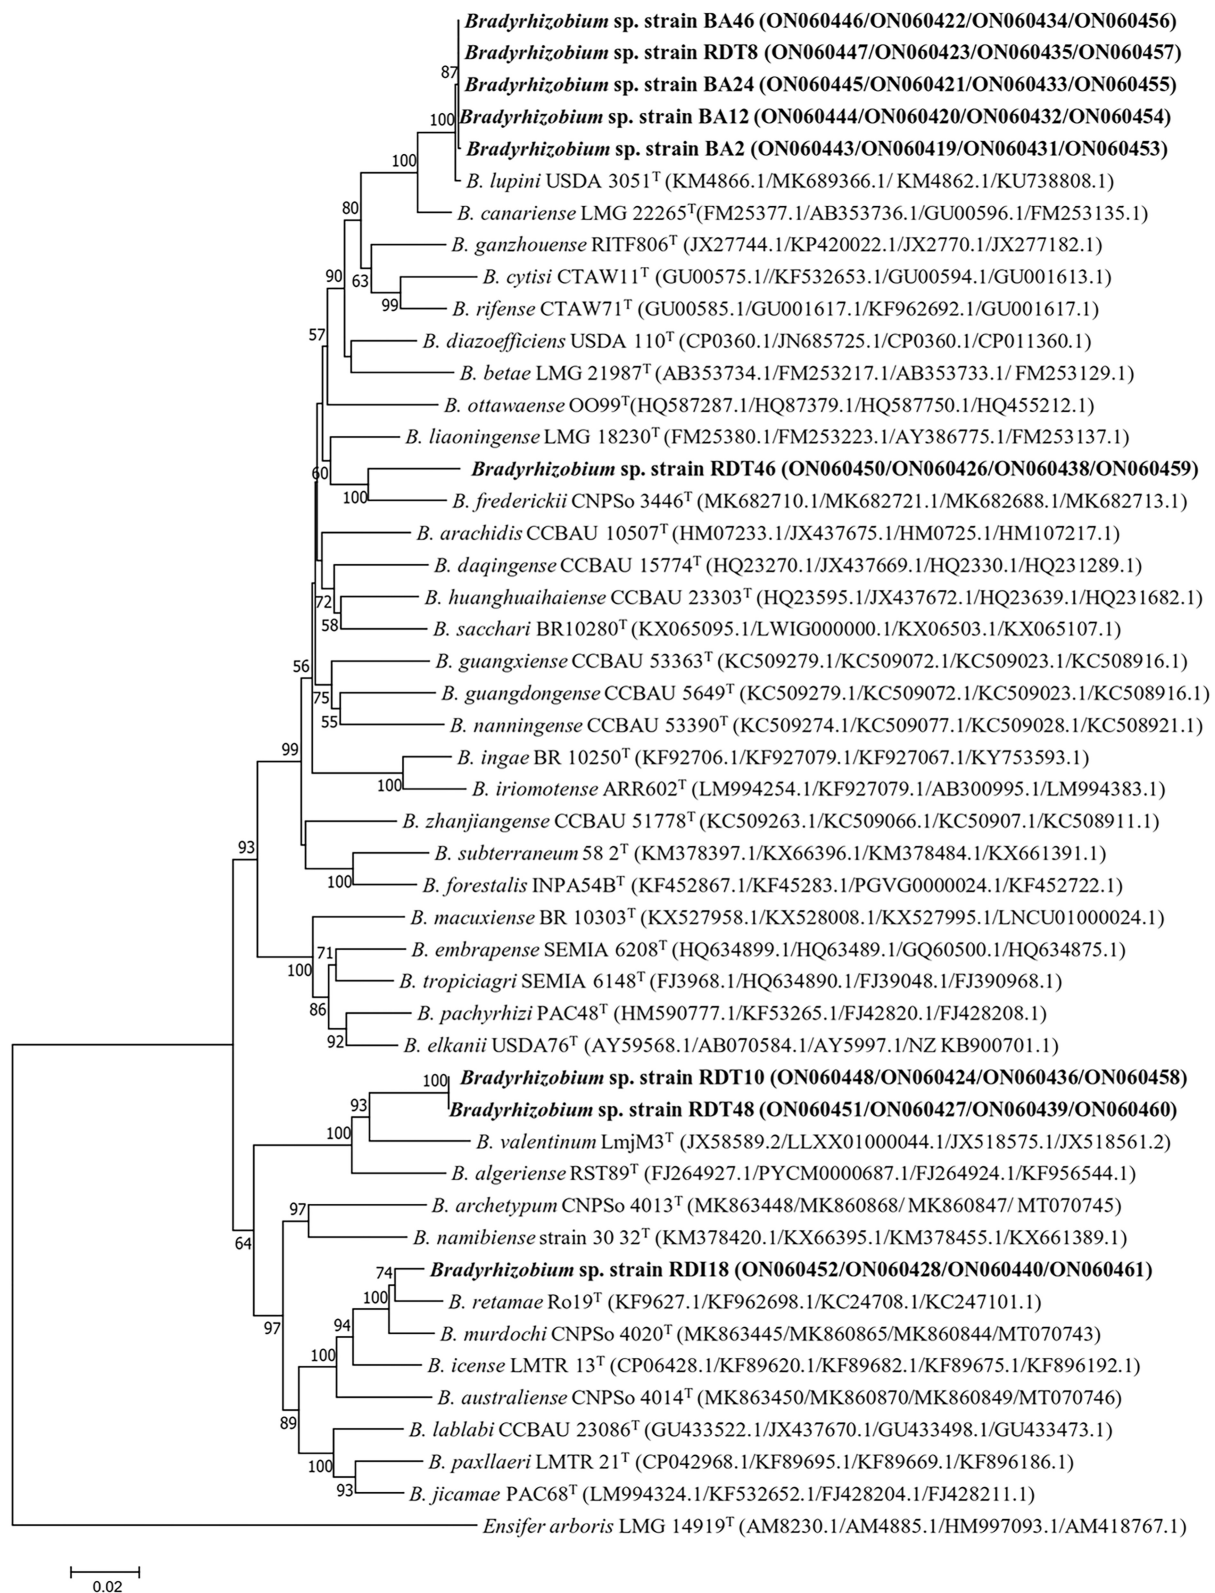 Bradyrhizobium sp. strain BA46 (ON060446/ON060422/ON060434/ON060456)
Bradyrhizobium sp. strain RDT8 (ON060447/ON060423/ON060435/ON060457)
87
Bradyrhizobium sp. strain BA24 (ON060445/ON060421/ON060433/ON060455)
100
Bradyrhizobium sp. strain BA12 (ON060444/ON060420/ON060432/ON060454)
Bradyrhizobium sp. strain BA2 (ON060443/ON060419/ON060431/ON060453)
100
B. lupini USDA 3051ᵀ (KM4866.1/MK689366.1/ KM4862.1/KU738808.1)
80
B. canariense LMG 22265ᵀ(FM25377.1/AB353736.1/GU00596.1/FM253135.1)
B. ganzhouense RITF806ᵀ (JX27744.1/KP420022.1/JX2770.1/JX277182.1)
90
63
B. cytisi CTAW11ᵀ (GU00575.1//KF532653.1/GU00594.1/GU001613.1)
99
B. rifense CTAW71ᵀ (GU00585.1/GU001617.1/KF962692.1/GU001617.1)
57
B. diazoefficiens USDA 110ᵀ (CP0360.1/JN685725.1/CP0360.1/CP011360.1)
B. betae LMG 21987ᵀ (AB353734.1/FM253217.1/AB353733.1/ FM253129.1)
B. ottawaense OO99ᵀ(HQ587287.1/HQ87379.1/HQ587750.1/HQ455212.1)
B. liaoningense LMG 18230ᵀ (FM25380.1/FM253223.1/AY386775.1/FM253137.1)
60
Bradyrhizobium sp. strain RDT46 (ON060450/ON060426/ON060438/ON060459)
100
B. frederickii CNPSo 3446ᵀ (MK682710.1/MK682721.1/MK682688.1/MK682713.1)
B. arachidis CCBAU 10507ᵀ (HM07233.1/JX437675.1/HM0725.1/HM107217.1)
B. daqingense CCBAU 15774ᵀ (HQ23270.1/JX437669.1/HQ2330.1/HQ231289.1)
72
B. huanghuaihaiense CCBAU 23303ᵀ (HQ23595.1/JX437672.1/HQ23639.1/HQ231682.1)
58
B. sacchari BR10280ᵀ (KX065095.1/LWIG000000.1/KX06503.1/KX065107.1)
56
B. guangxiense CCBAU 53363ᵀ (KC509279.1/KC509072.1/KC509023.1/KC508916.1)
75
B. guangdongense CCBAU 5649ᵀ (KC509279.1/KC509072.1/KC509023.1/KC508916.1)
55
B. nanningense CCBAU 53390ᵀ (KC509274.1/KC509077.1/KC509028.1/KC508921.1)
99
B. ingae BR 10250ᵀ (KF92706.1/KF927079.1/KF927067.1/KY753593.1)
100
B. iriomotense ARR602ᵀ (LM994254.1/KF927079.1/AB300995.1/LM994383.1)
B. zhanjiangense CCBAU 51778ᵀ (KC509263.1/KC509066.1/KC50907.1/KC508911.1)
93
B. subterraneum 58 2ᵀ (KM378397.1/KX66396.1/KM378484.1/KX661391.1)
100
B. forestalis INPA54Bᵀ (KF452867.1/KF45283.1/PGVG0000024.1/KF452722.1)
B. macuxiense BR 10303ᵀ (KX527958.1/KX528008.1/KX527995.1/LNCU01000024.1)
71
B. embrapense SEMIA 6208ᵀ (HQ634899.1/HQ63489.1/GQ60500.1/HQ634875.1)
100
B. tropiciagri SEMIA 6148ᵀ (FJ3968.1/HQ634890.1/FJ39048.1/FJ390968.1)
86
B. pachyrhizi PAC48ᵀ (HM590777.1/KF53265.1/FJ42820.1/FJ428208.1)
92
B. elkanii USDA76ᵀ (AY59568.1/AB070584.1/AY5997.1/NZ KB900701.1)
100
Bradyrhizobium sp. strain RDT10 (ON060448/ON060424/ON060436/ON060458)
93
Bradyrhizobium sp. strain RDT48 (ON060451/ON060427/ON060439/ON060460)
100
B. valentinum LmjM3ᵀ (JX58589.2/LLXX01000044.1/JX518575.1/JX518561.2)
B. algeriense RST89ᵀ (FJ264927.1/PYCM0000687.1/FJ264924.1/KF956544.1)
97
B. archetypum CNPSo 4013ᵀ (MK863448/MK860868/ MK860847/ MT070745)
64
B. namibiense strain 30 32ᵀ (KM378420.1/KX66395.1/KM378455.1/KX661389.1)
74
Bradyrhizobium sp. strain RDI18 (ON060452/ON060428/ON060440/ON060461)
100
B. retamae Ro19ᵀ (KF9627.1/KF962698.1/KC24708.1/KC247101.1)
97
94
B. murdochi CNPSo 4020ᵀ (MK863445/MK860865/MK860844/MT070743)
100
B. icense LMTR 13ᵀ (CP06428.1/KF89620.1/KF89682.1/KF89675.1/KF896192.1)
B. australiense CNPSo 4014ᵀ (MK863450/MK860870/MK860849/MT070746)
89
B. lablabi CCBAU 23086ᵀ (GU433522.1/JX437670.1/GU433498.1/GU433473.1)
100
B. paxllaeri LMTR 21ᵀ (CP042968.1/KF89695.1/KF89669.1/KF896186.1)
93
B. jicamae PAC68ᵀ (LM994324.1/KF532652.1/FJ428204.1/FJ428211.1)
Ensifer arboris LMG 14919ᵀ (AM8230.1/AM4885.1/HM997093.1/AM418767.1)
0.02